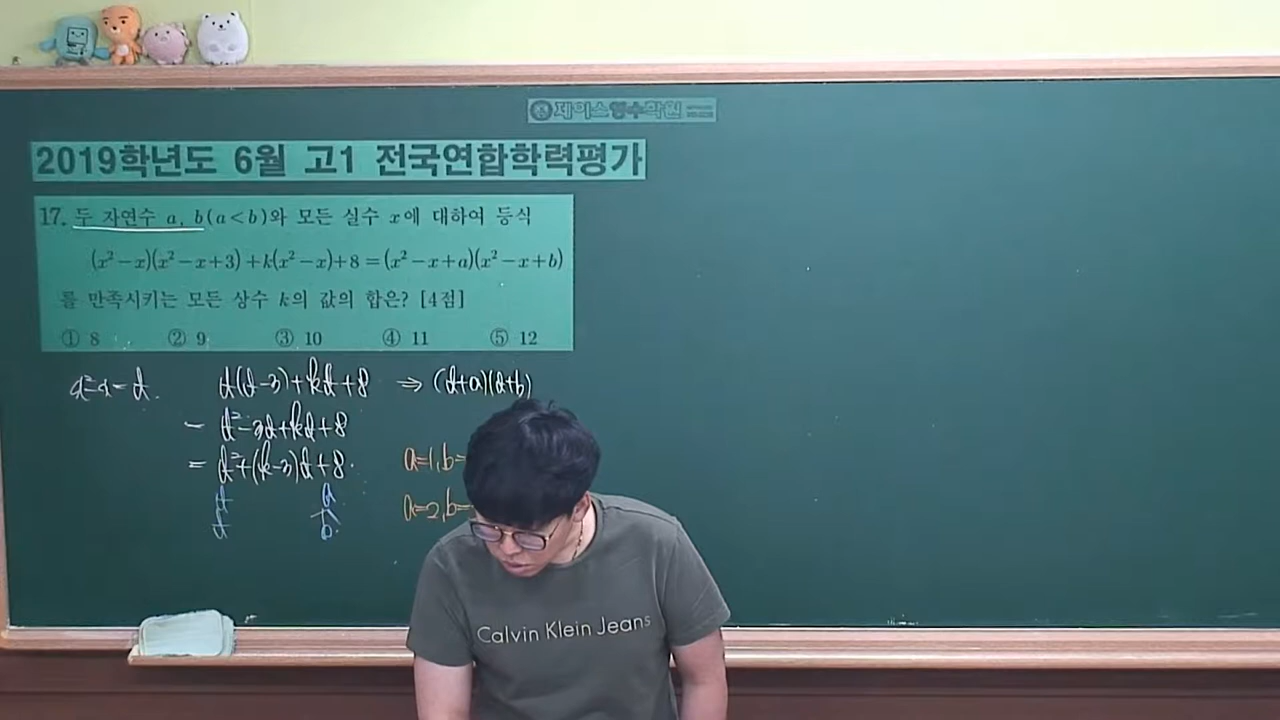 제이스영수학원
2019학년도 6월 고1 전국연합학력평가
17. 두 자연수 a, b(a<b)와 모든 실수 x에 대하여 등식
(x²-x)(x²-x+3)+k(x²-x)+8=(x²-x+a)(x²-x+b)
를 만족시키는 모든 상수 k의 값의 합은? [4점]
① 8 ② 9 ③ 10 ④ 11 ⑤ 12
x²-x=t. t(t-3)+kt+8 ⇒ (t+a)(t+b)
= t²-3t+kt+8
= t²+(k-3)t+8. a=1, b=
t a a=2, b=
t b
Calvin Klein Jeans